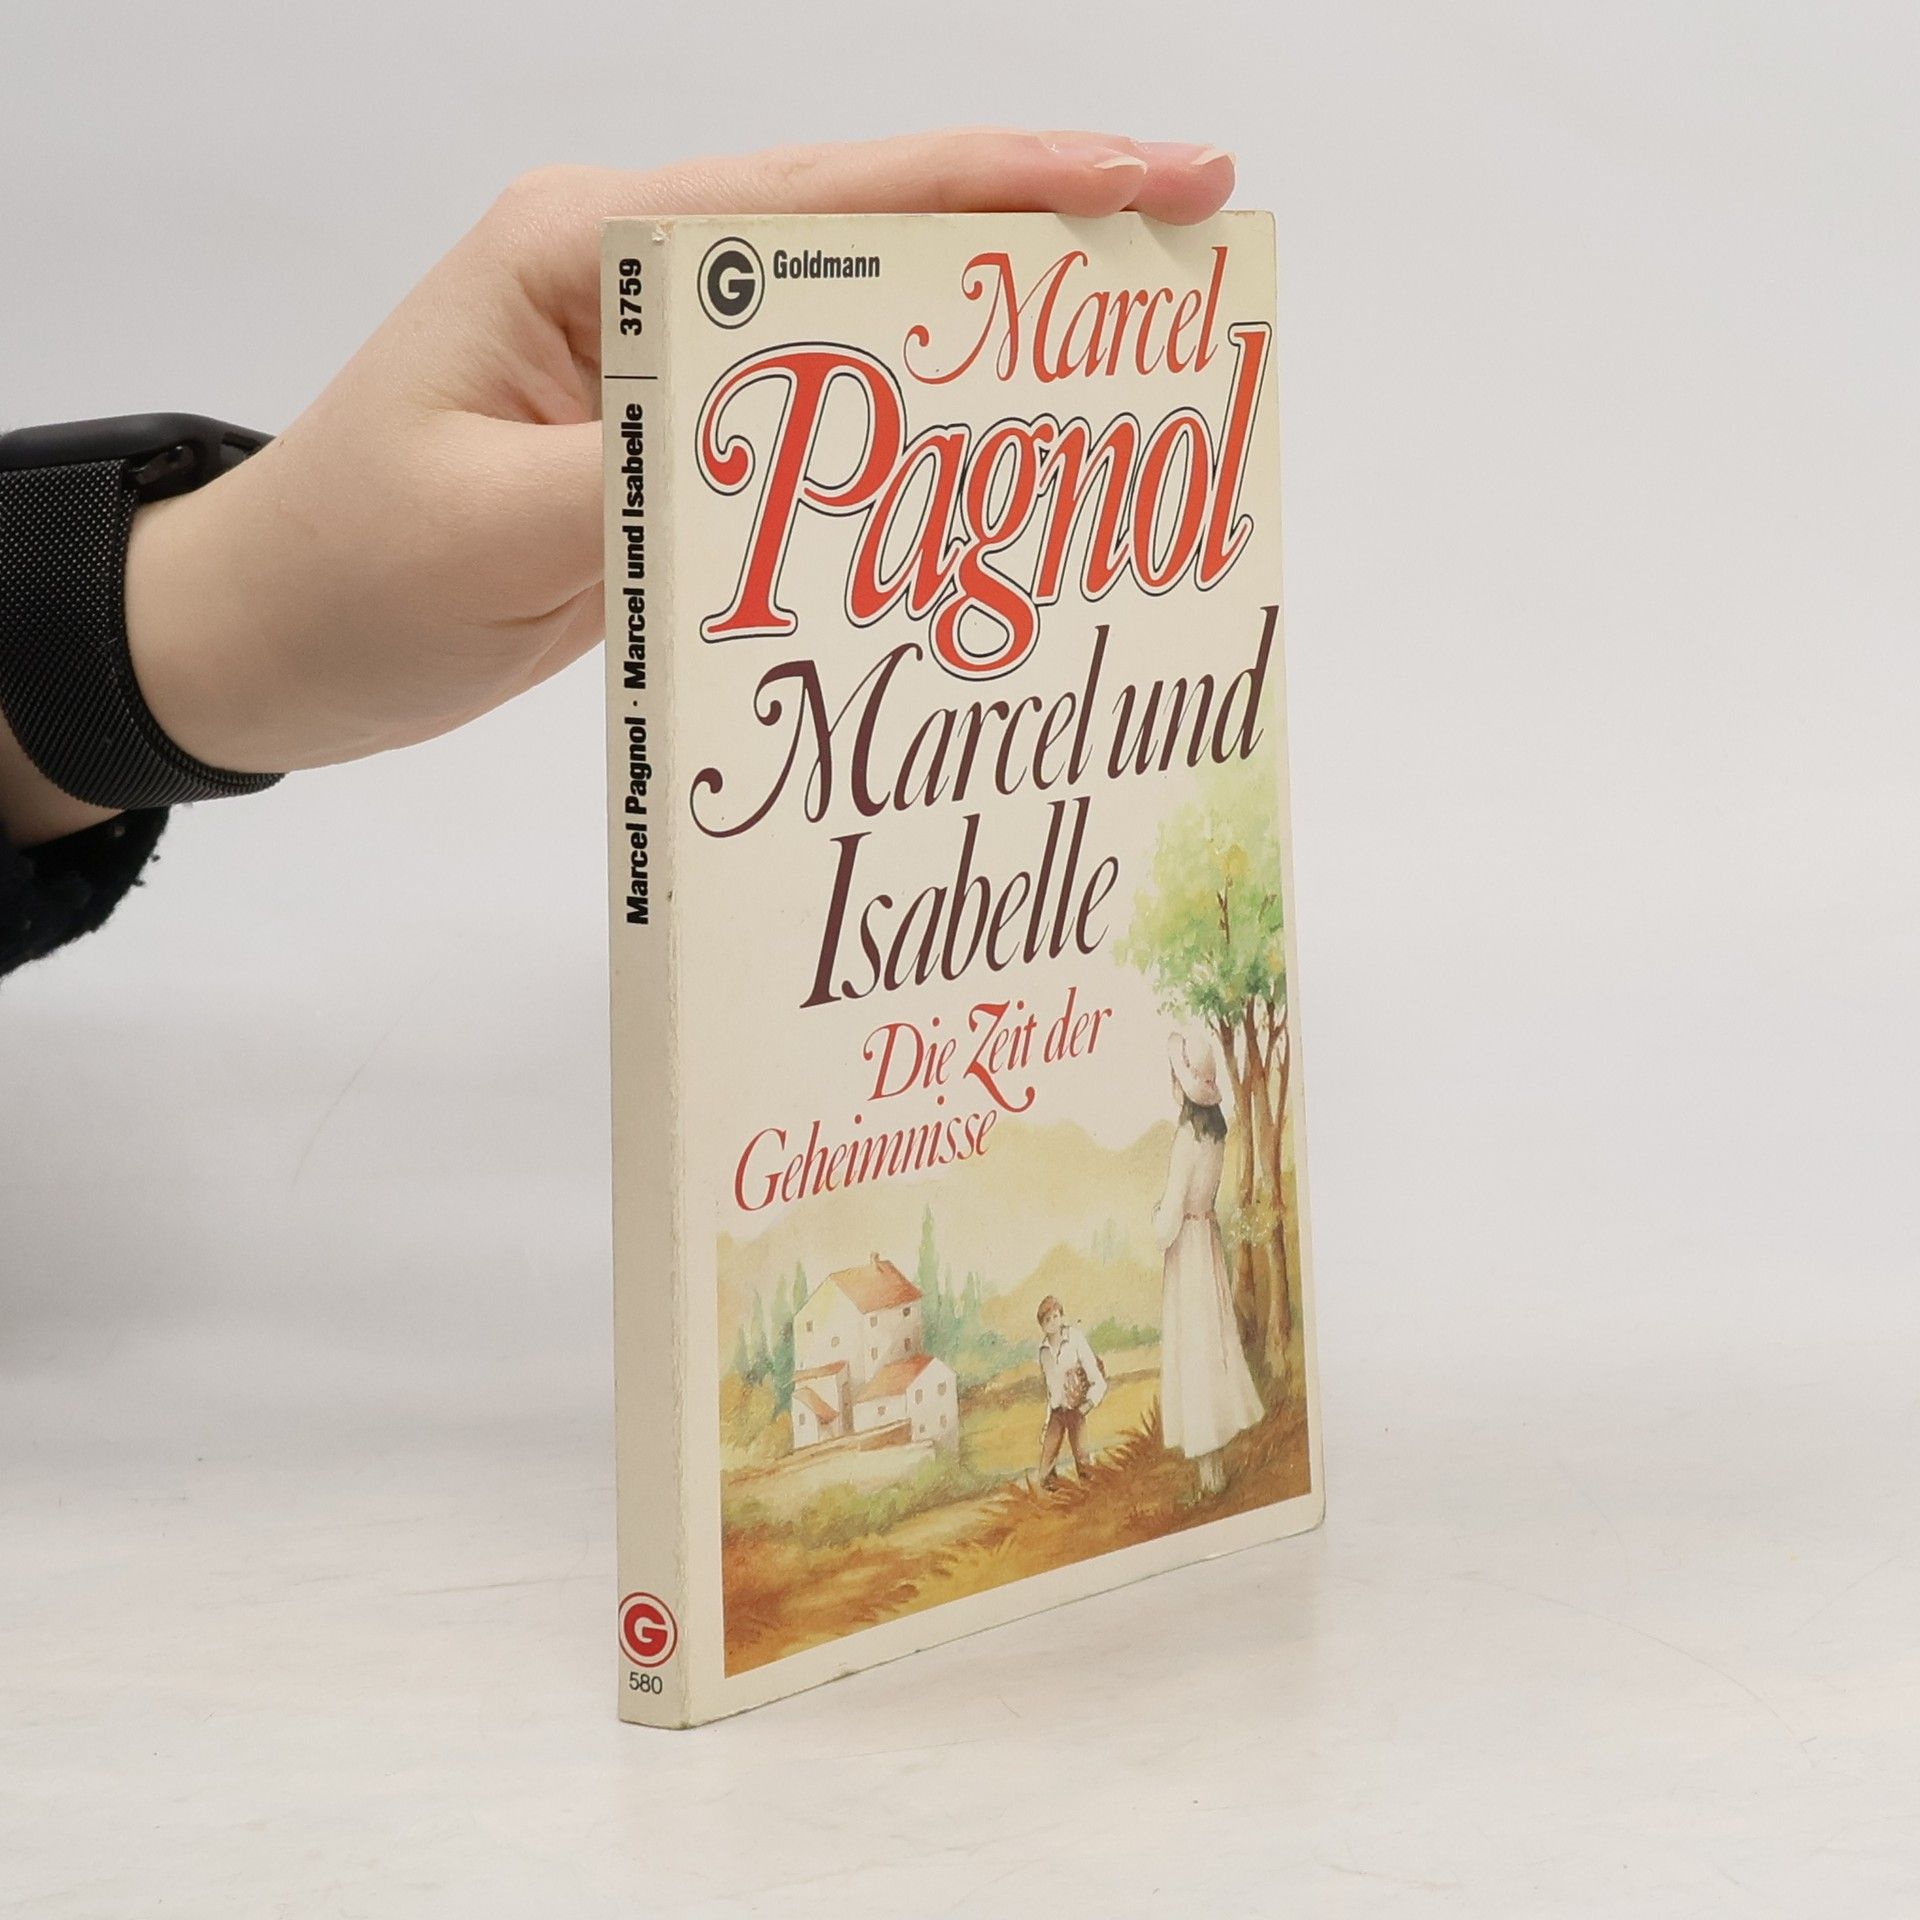 3759
Marcel Pagnol · Marcel und Isabelle
G
580
G Goldmann
Marcel
Pagnol
Marcel und
Isabelle
Die Zeit der
Geheimnisse